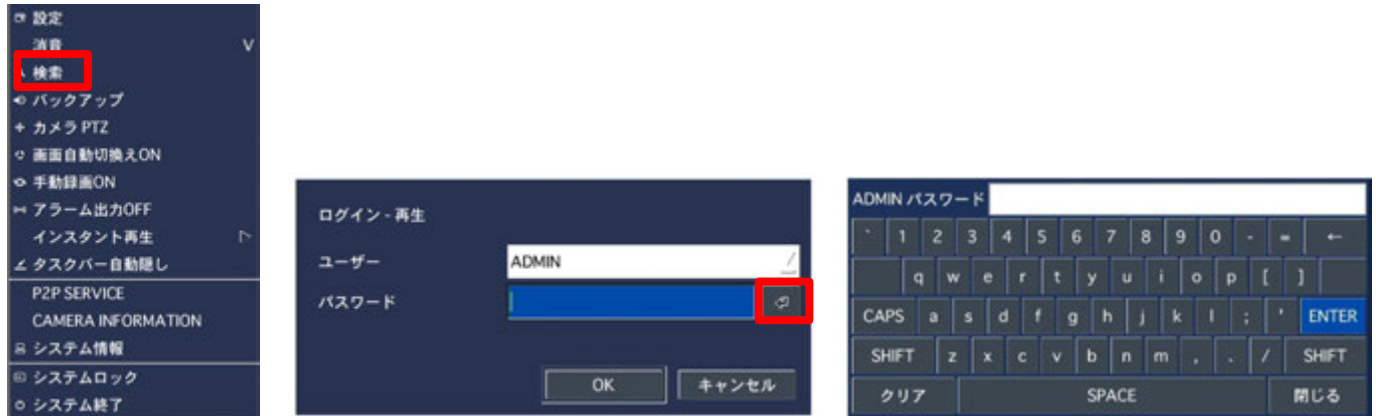 設定
消音 V
検索
バックアップ
カメラ PTZ
画面自動切換えON
手動録画ON
アラーム出力OFF
インスタント再生
タスクバー自動隠し
P2P SERVICE
CAMERA INFORMATION
システム情報
システムロック
システム終了
ログイン - 再生
ユーザー ADMIN
パスワード
OK キャンセル
ADMIN パスワード
` 1 2 3 4 5 6 7 8 9 0 - = ←
q w e r t y u i o p [ ]
CAPS a s d f g h j k l ; ' ENTER
SHIFT z x c v b n m , . / SHIFT
クリア SPACE 閉じる